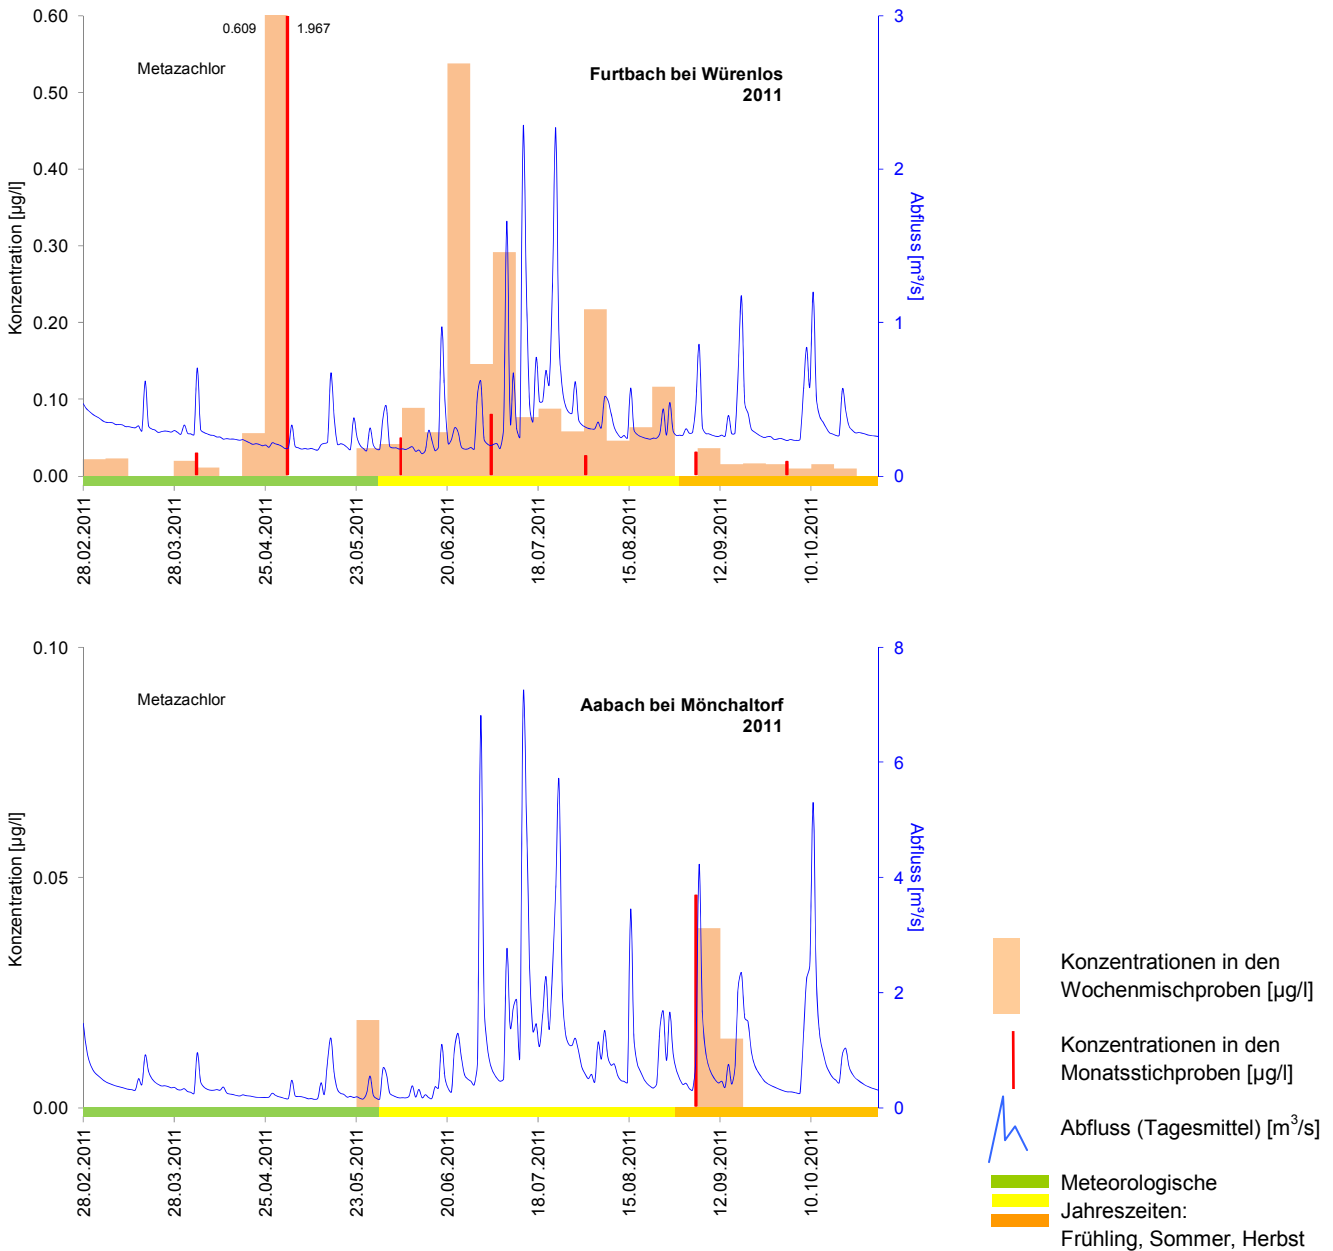 0.60
0.50
0.40
0.30
0.20
0.10
0.00
Konzentration [µg/l]
0.609
1.967
Metazachlor
Furtbach bei Würenlos
2011
3
2
1
0
Abfluss [m³/s]
28.02.2011
28.03.2011
25.04.2011
23.05.2011
20.06.2011
18.07.2011
15.08.2011
12.09.2011
10.10.2011
0.10
0.05
0.00
Konzentration [µg/l]
Metazachlor
Aabach bei Mönchaltorf
2011
8
6
4
2
0
Abfluss [m³/s]
28.02.2011
28.03.2011
25.04.2011
23.05.2011
20.06.2011
18.07.2011
15.08.2011
12.09.2011
10.10.2011
Konzentrationen in den
Wochenmischproben [µg/l]
Konzentrationen in den
Monatsstichproben [µg/l]
Abfluss (Tagesmittel) [m³/s]
Meteorologische
Jahreszeiten:
Frühling, Sommer, Herbst